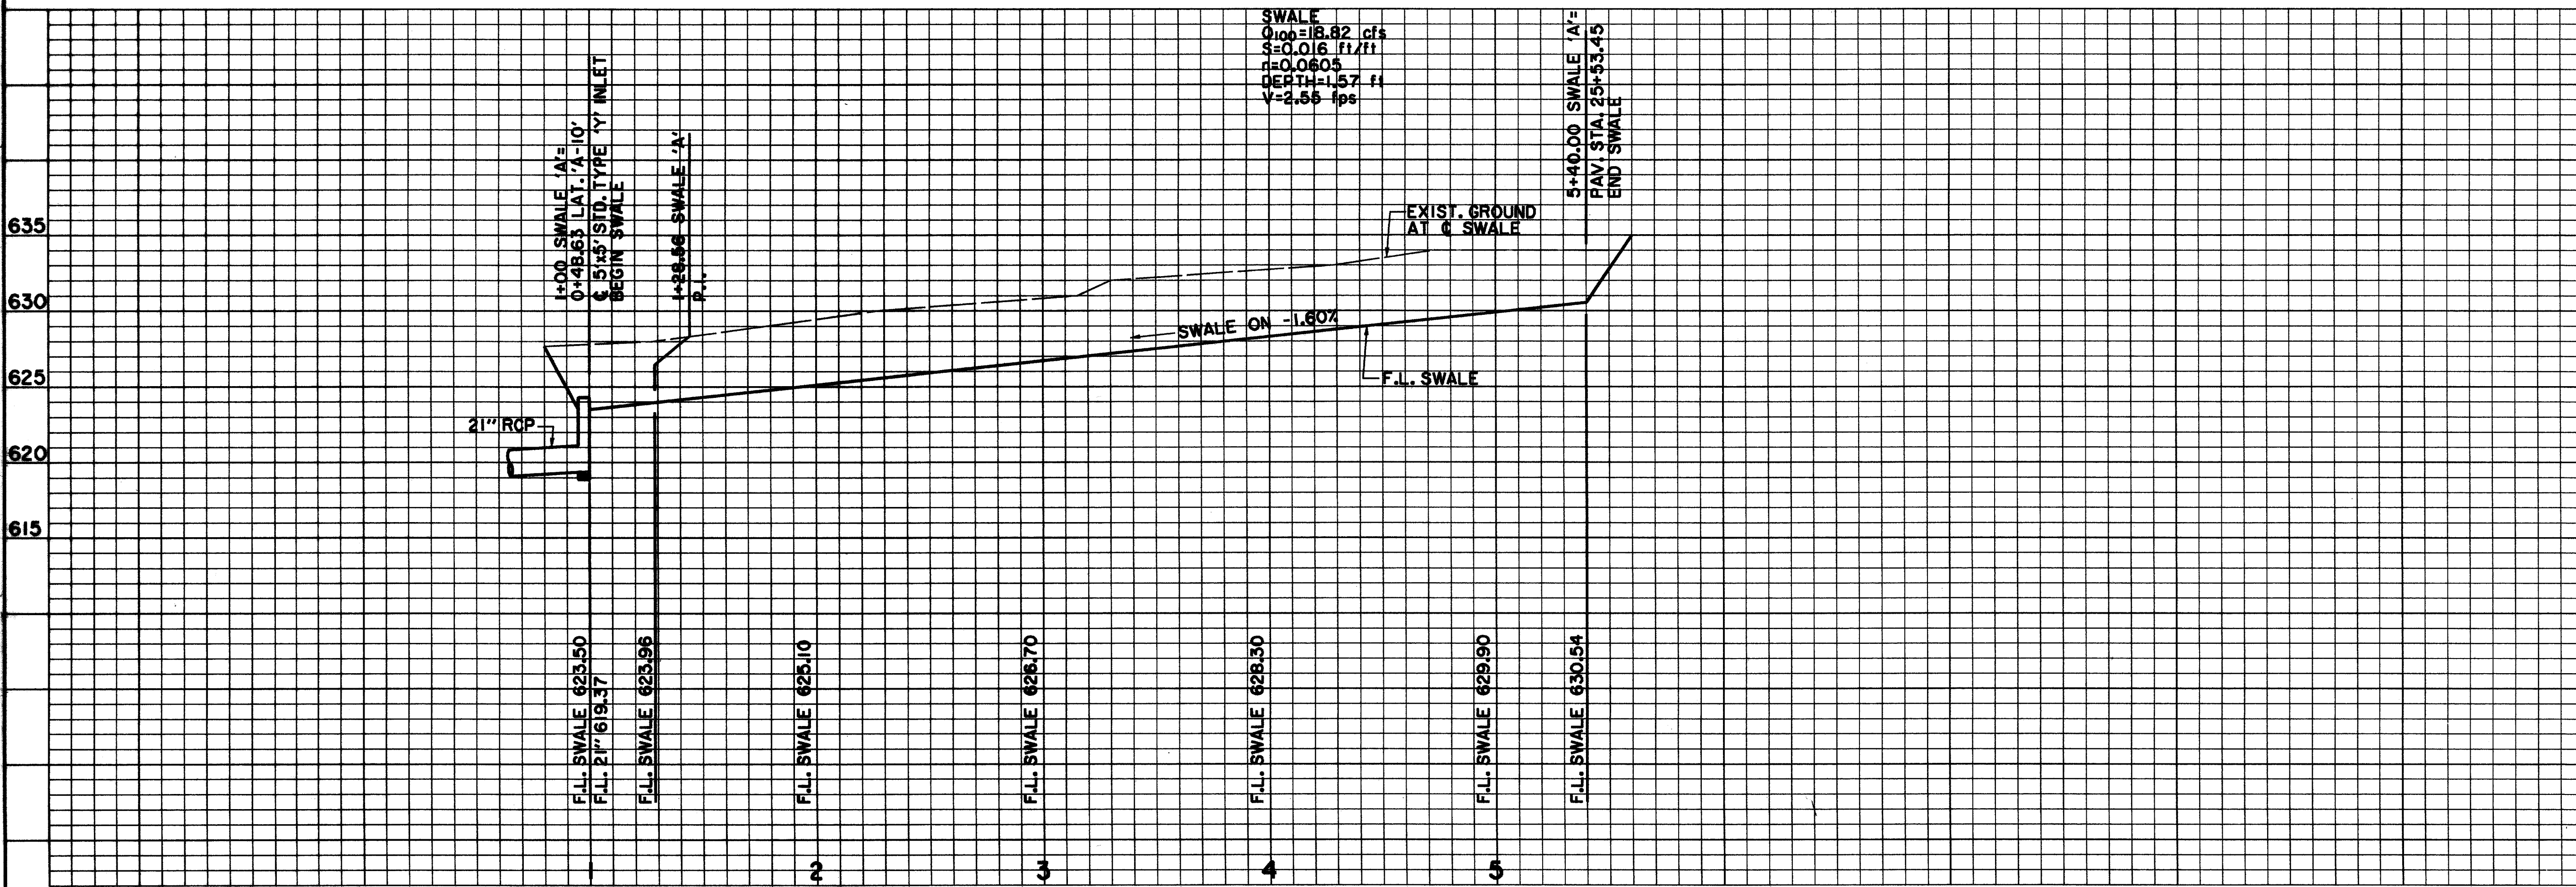 SWALE
Q100=18.82 cfs
S=0.016 ft/ft
n=0.0605
DEPTH=1.57 ft
V=2.55 fps
1+00 SWALE 'A'=
0+48.63 LAT. 'A-10'
℄ 5'x5' STD. TYPE 'Y' INLET
BEGIN SWALE
1+28.56 SWALE 'A'
P.I.
5+40.00 SWALE 'A'=
PAV. STA. 25+53.45
END SWALE
EXIST. GROUND
AT ℄ SWALE
SWALE ON -1.60%
F.L. SWALE
21" RCP
635
630
625
620
615
F.L. SWALE 623.50
F.L. 21" 619.37
F.L. SWALE 623.96
F.L. SWALE 625.10
F.L. SWALE 626.70
F.L. SWALE 628.30
F.L. SWALE 629.90
F.L. SWALE 630.54
1 2 3 4 5